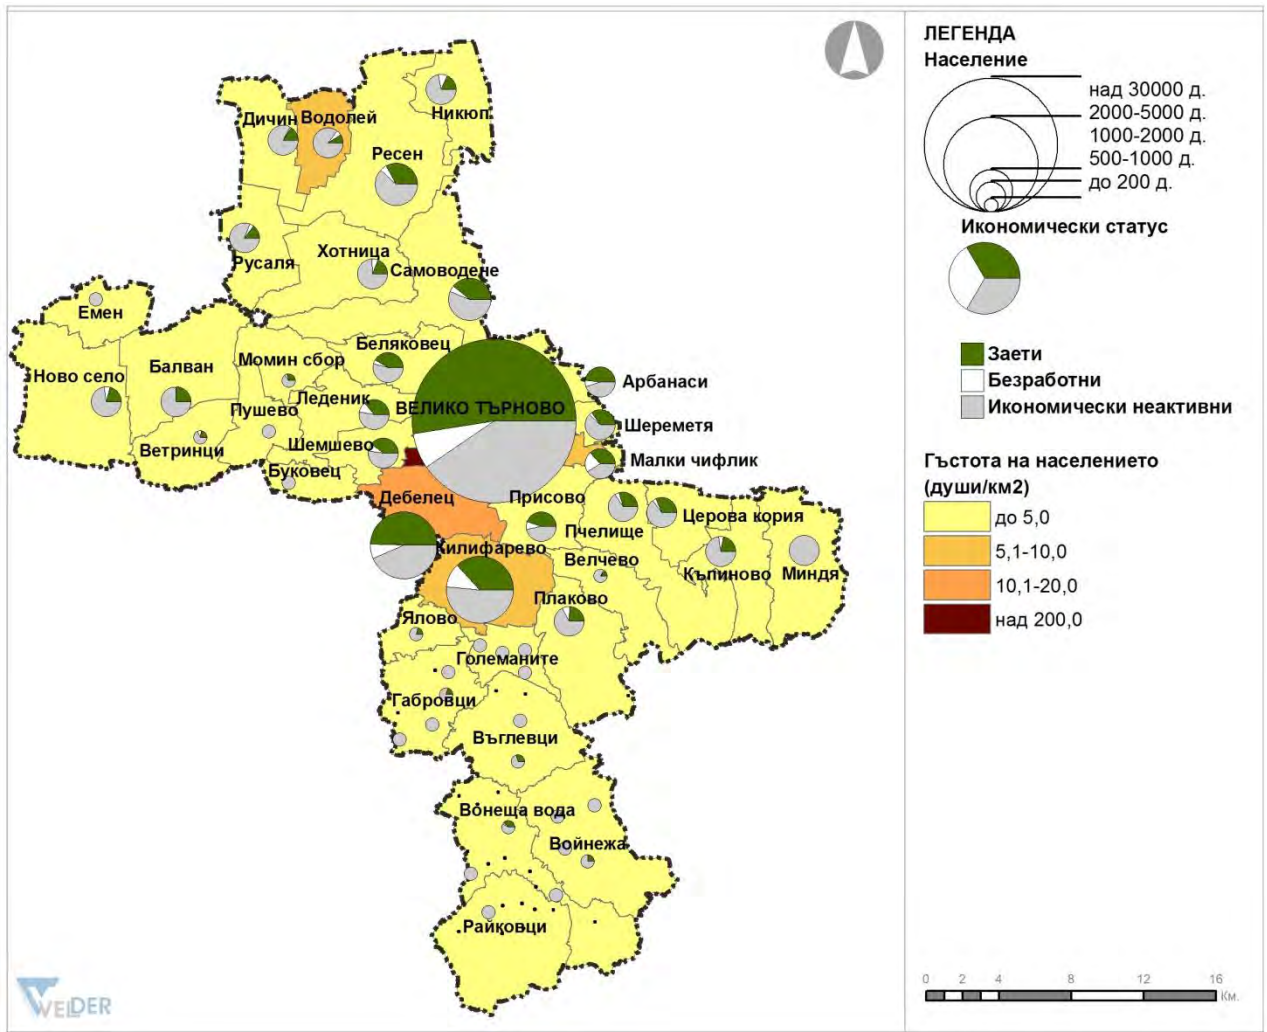 ЛЕГЕНДА
Население
над 30000 д.
2000-5000 д.
1000-2000 д.
500-1000 д.
до 200 д.
Икономически статус
Заети
Безработни
Икономически неактивни
Гъстота на населението
(души/км2)
до 5,0
5,1-10,0
10,1-20,0
над 200,0
Никюп
Дичин
Водолей
Ресен
Русаля
Хотница
Самоводене
Емен
Беляковец
Момин сбор
Балван
Ново село
Арбанаси
Леденик
ВЕЛИКО ТЪРНОВО
Пушево
Шереметя
Ветринци
Шемшево
Малки чифлик
Буковец
Дебелец
Присово
Церова кория
Пчелище
Килифарево
Велчево
Къпиново
Миндя
Плаково
Ялово
Големаните
Габровци
Въглевци
Вонеща вода
Войнежа
Райковци
WELDER
0 2 4 8 12 16
Км.